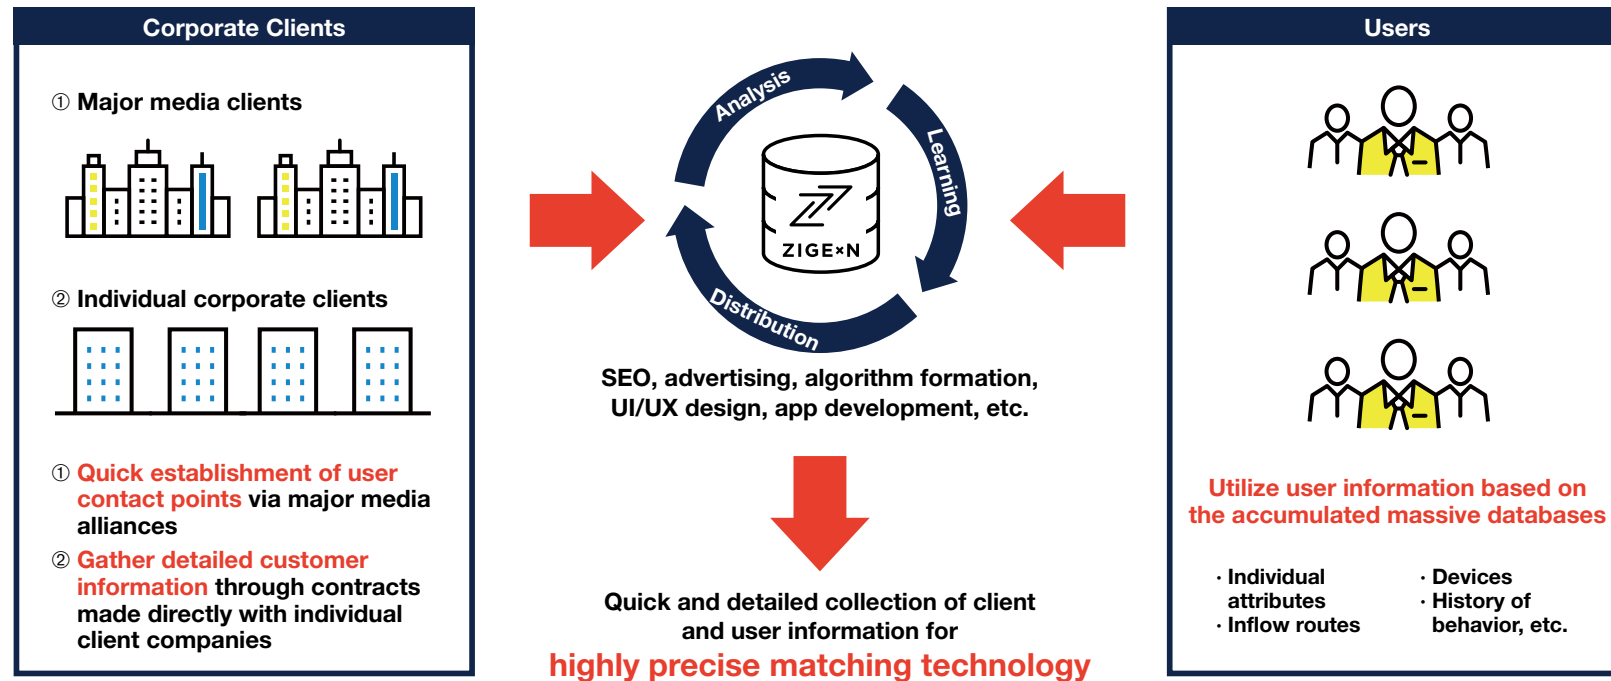 Corporate Clients
① Major media clients
② Individual corporate clients
① Quick establishment of user
contact points via major media
alliances
② Gather detailed customer
information through contracts
made directly with individual
client companies
Analysis
Learning
Distribution
ZIGE×N
SEO, advertising, algorithm formation,
UI/UX design, app development, etc.
Quick and detailed collection of client
and user information for
highly precise matching technology
Users
Utilize user information based on
the accumulated massive databases
· Individual
attributes
· Inflow routes
· Devices
· History of
behavior, etc.